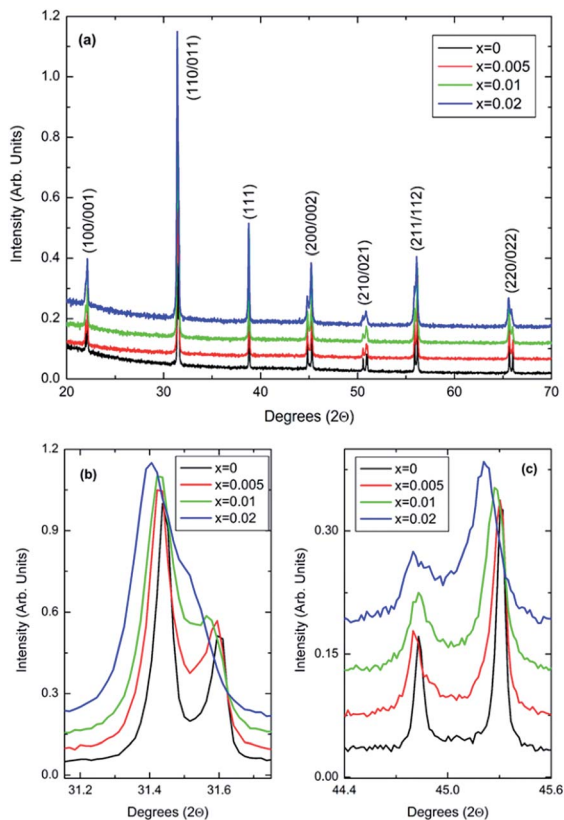 (a)
x=0
x=0.005
x=0.01
x=0.02
(100/001)
(110/011)
(111)
(200/002)
(210/021)
(211/112)
(220/022)
Intensity (Arb. Units)
1.2
1.0
0.8
0.6
0.4
0.2
0.0
20
30
40
50
60
70
Degrees (2Θ)
(b)
x=0
x=0.005
x=0.01
x=0.02
Intensity (Arb. Units)
1.2
0.9
0.6
0.3
0.0
31.2
31.4
31.6
Degrees (2Θ)
(c)
x=0
x=0.005
x=0.01
x=0.02
Intensity (Arb. Units)
0.30
0.15
0.00
44.4
45.0
45.6
Degrees (2Θ)